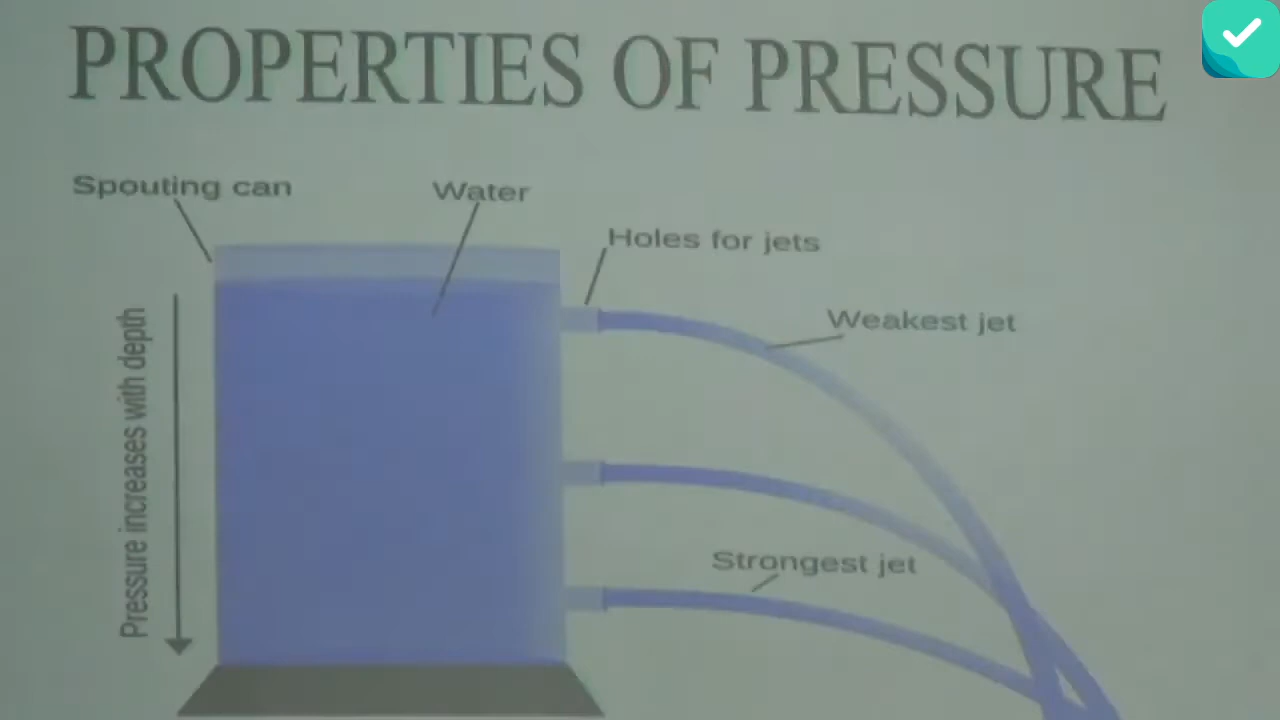 PROPERTIES OF PRESSURE
Spouting can
Water
Holes for jets
Weakest jet
Pressure increases with depth
Strongest jet